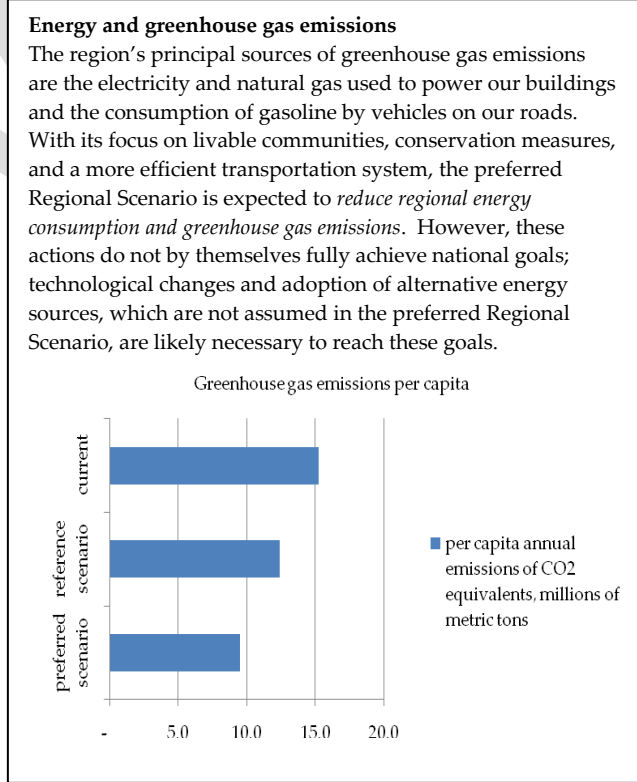 Energy and greenhouse gas emissions
The region's principal sources of greenhouse gas emissions
are the electricity and natural gas used to power our buildings
and the consumption of gasoline by vehicles on our roads.
With its focus on livable communities, conservation measures,
and a more efficient transportation system, the preferred
Regional Scenario is expected to reduce regional energy
consumption and greenhouse gas emissions. However, these
actions do not by themselves fully achieve national goals;
technological changes and adoption of alternative energy
sources, which are not assumed in the preferred Regional
Scenario, are likely necessary to reach these goals.
Greenhouse gas emissions per capita
current
reference
scenario
preferred
scenario
- 5.0 10.0 15.0 20.0
per capita annual
emissions of CO2
equivalents, millions of
metric tons